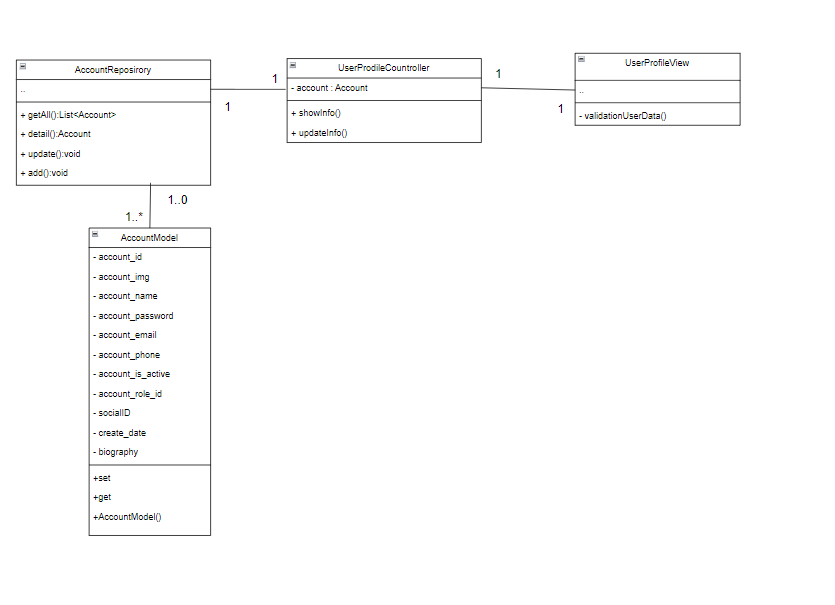 AccountReposirory
..
+ getAll():List<Account>
+ detail():Account
+ update():void
+ add():void
1
1
UserProdileCountroller
- account : Account
+ showInfo()
+ updateInfo()
1
1
UserProfileView
..
- validationUserData()
1..0
1..*
AccountModel
- account_id
- account_img
- account_name
- account_password
- account_email
- account_phone
- account_is_active
- account_role_id
- socialID
- create_date
- biography
+set
+get
+AccountModel()